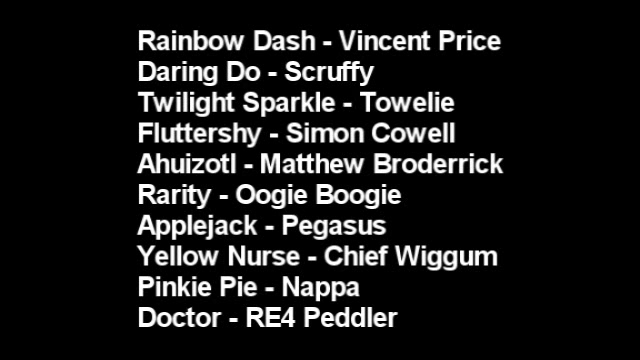 Rainbow Dash - Vincent Price
Daring Do - Scruffy
Twilight Sparkle - Towelie
Fluttershy - Simon Cowell
Ahuizotl - Matthew Broderrick
Rarity - Oogie Boogie
Applejack - Pegasus
Yellow Nurse - Chief Wiggum
Pinkie Pie - Nappa
Doctor - RE4 Peddler